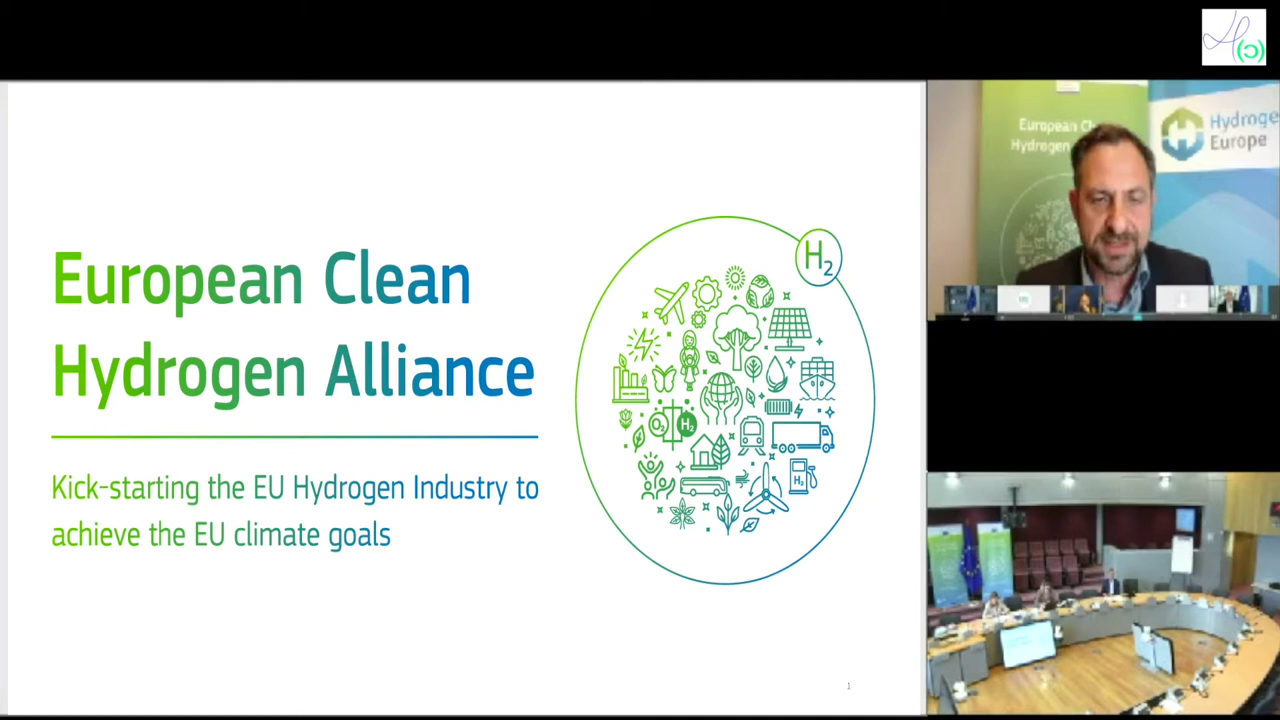 European Clean
Hydrogen Alliance
Kick-starting the EU Hydrogen Industry to
achieve the EU climate goals
H2
O2
H2
H2
1
European Cl
Hydrogen
Hydroge
Europe